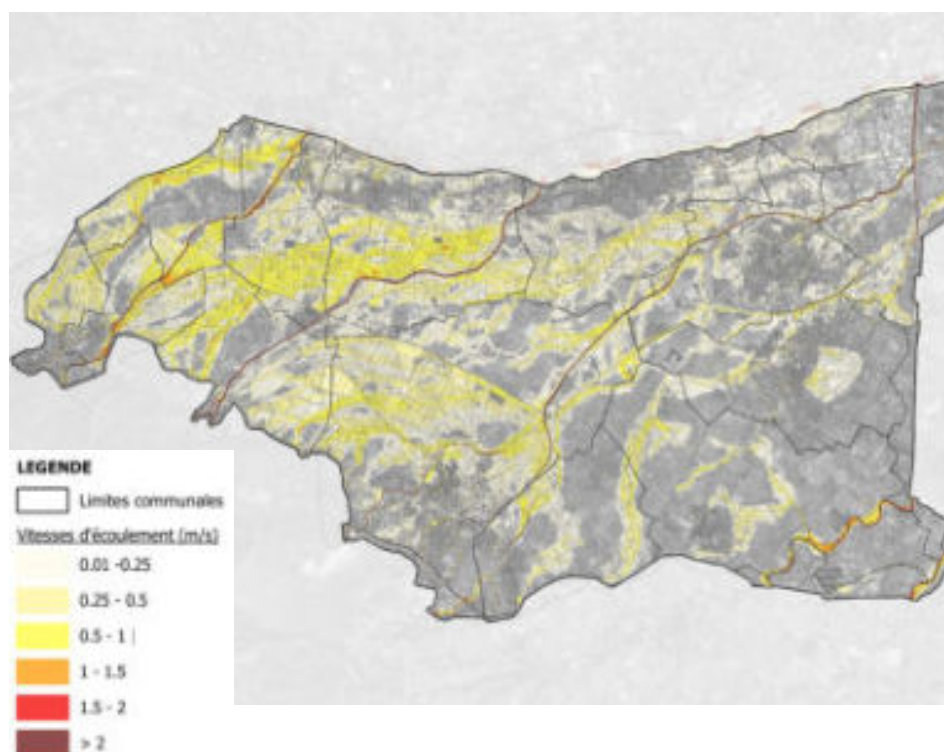 LEGENDE
Limites communales
Vitesses d'écoulement (m/s)
0.01 -0.25
0.25 - 0.5
0.5 - 1
1 - 1.5
1.5 - 2
> 2